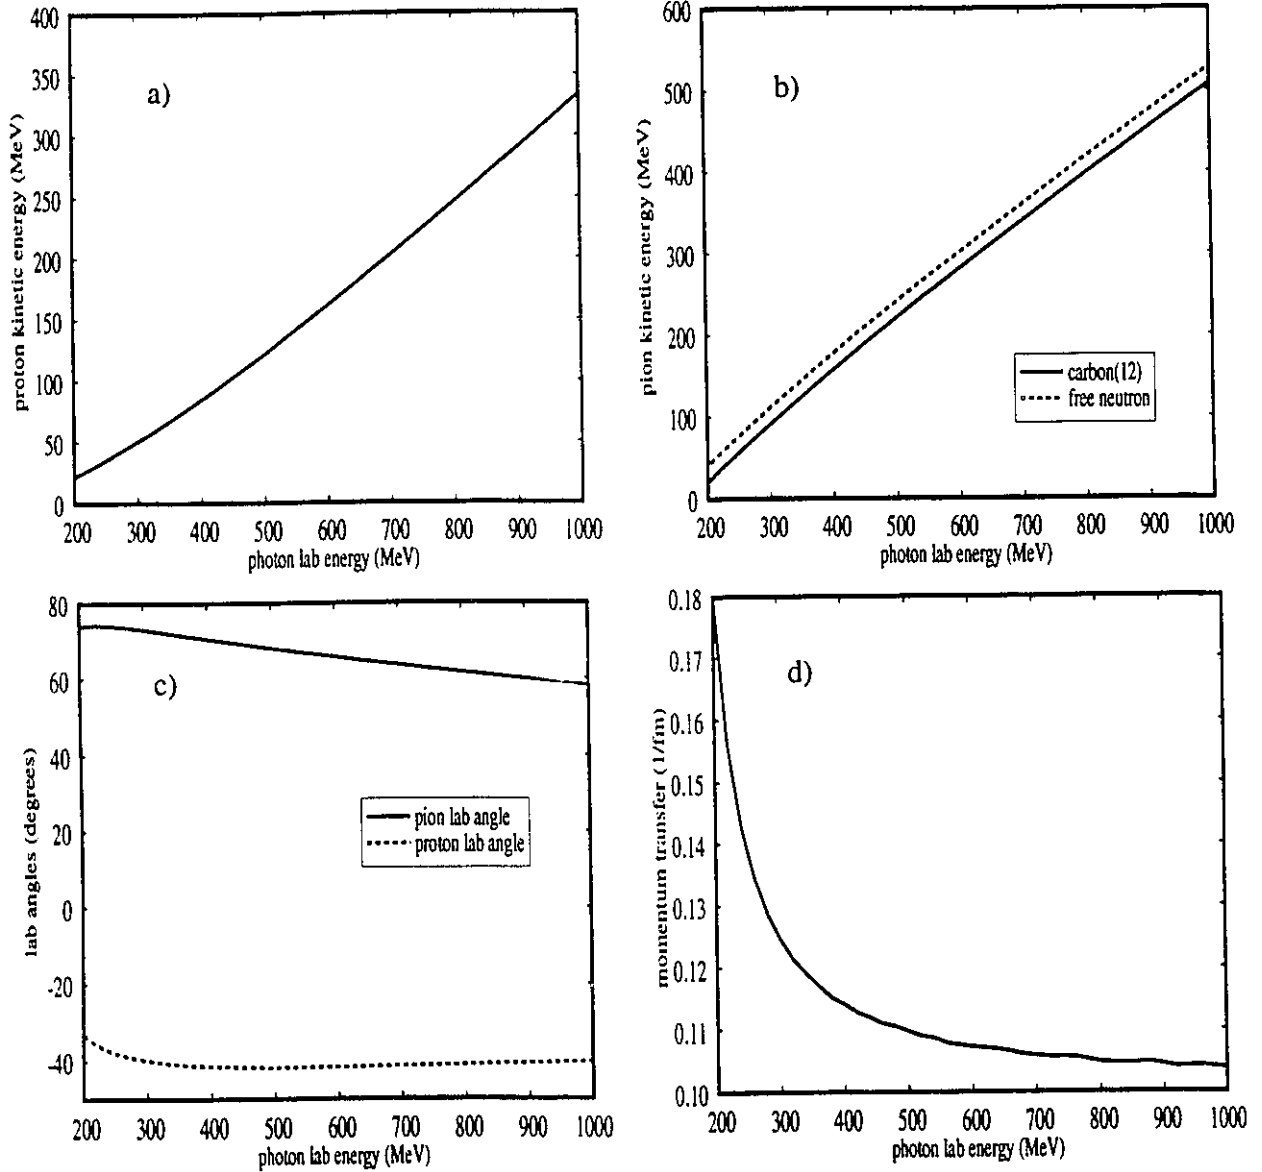 a)
proton kinetic energy (MeV)
400
350
300
250
200
150
100
50
0
200 300 400 500 600 700 800 900 1000
photon lab energy (MeV)
b)
pion kinetic energy (MeV)
600
500
400
300
200
100
0
carbon(12)
free neutron
200 300 400 500 600 700 800 900 1000
photon lab energy (MeV)
c)
lab angles (degrees)
80
60
40
20
0
-20
-40
pion lab angle
proton lab angle
200 300 400 500 600 700 800 900 1000
photon lab energy (MeV)
d)
momentum transfer (1/fm)
0.18
0.17
0.16
0.15
0.14
0.13
0.12
0.11
0.10
200 300 400 500 600 700 800 900 1000
photon lab energy (MeV)